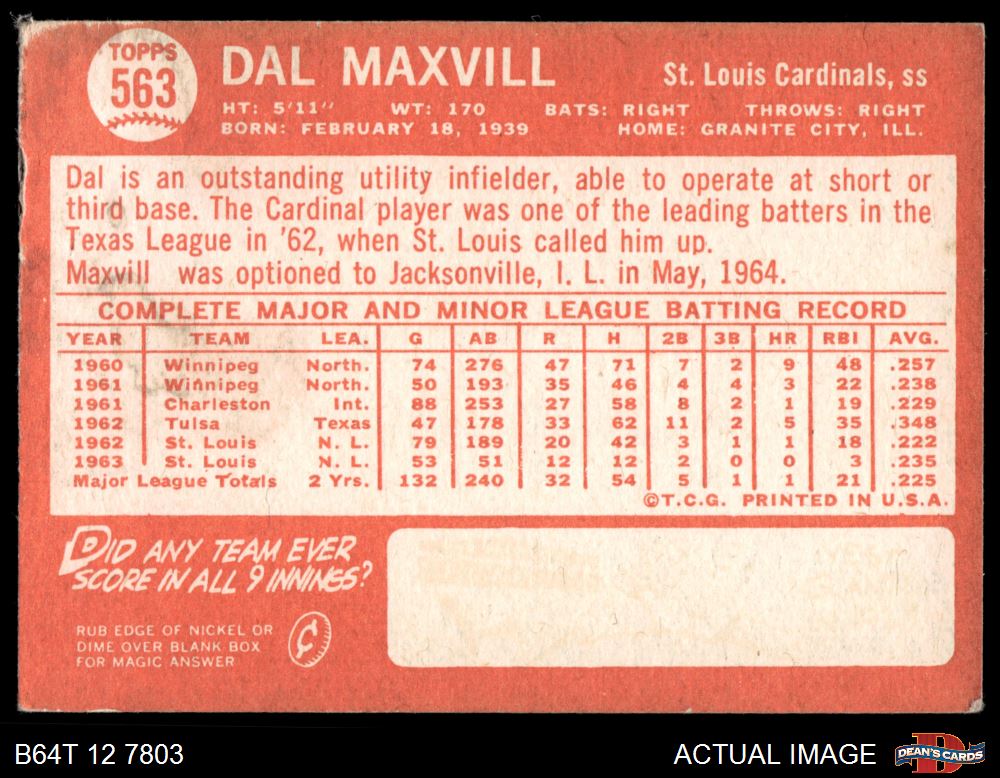 TOPPS
563
DAL MAXVILL
St. Louis Cardinals, ss
HT: 5'11" WT: 170 BATS: RIGHT THROWS: RIGHT
BORN: FEBRUARY 18, 1939 HOME: GRANITE CITY, ILL.
Dal is an outstanding utility infielder, able to operate at short or
third base. The Cardinal player was one of the leading batters in the
Texas League in '62, when St. Louis called him up.
Maxvill was optioned to Jacksonville, I. L. in May, 1964.
COMPLETE MAJOR AND MINOR LEAGUE BATTING RECORD
YEAR TEAM LEA. G AB R H 2B 3B HR RBI AVG.
1960 Winnipeg North. 74 276 47 71 7 2 9 48 .257
1961 Winnipeg North. 50 193 35 46 4 4 3 22 .238
1961 Charleston Int. 88 253 27 58 8 2 1 19 .229
1962 Tulsa Texas 47 178 33 62 11 2 5 35 .348
1962 St. Louis N. L. 79 189 20 42 3 1 1 18 .222
1963 St. Louis N. L. 53 51 12 12 2 0 0 3 .235
Major League Totals 2 Yrs. 132 240 32 54 5 1 1 21 .225
©T.C.G. PRINTED IN U.S.A.
DID ANY TEAM EVER
SCORE IN ALL 9 INNINGS?
RUB EDGE OF NICKEL OR
DIME OVER BLANK BOX
FOR MAGIC ANSWER
¢
B64T 12 7803
ACTUAL IMAGE
DEAN'S CARDS